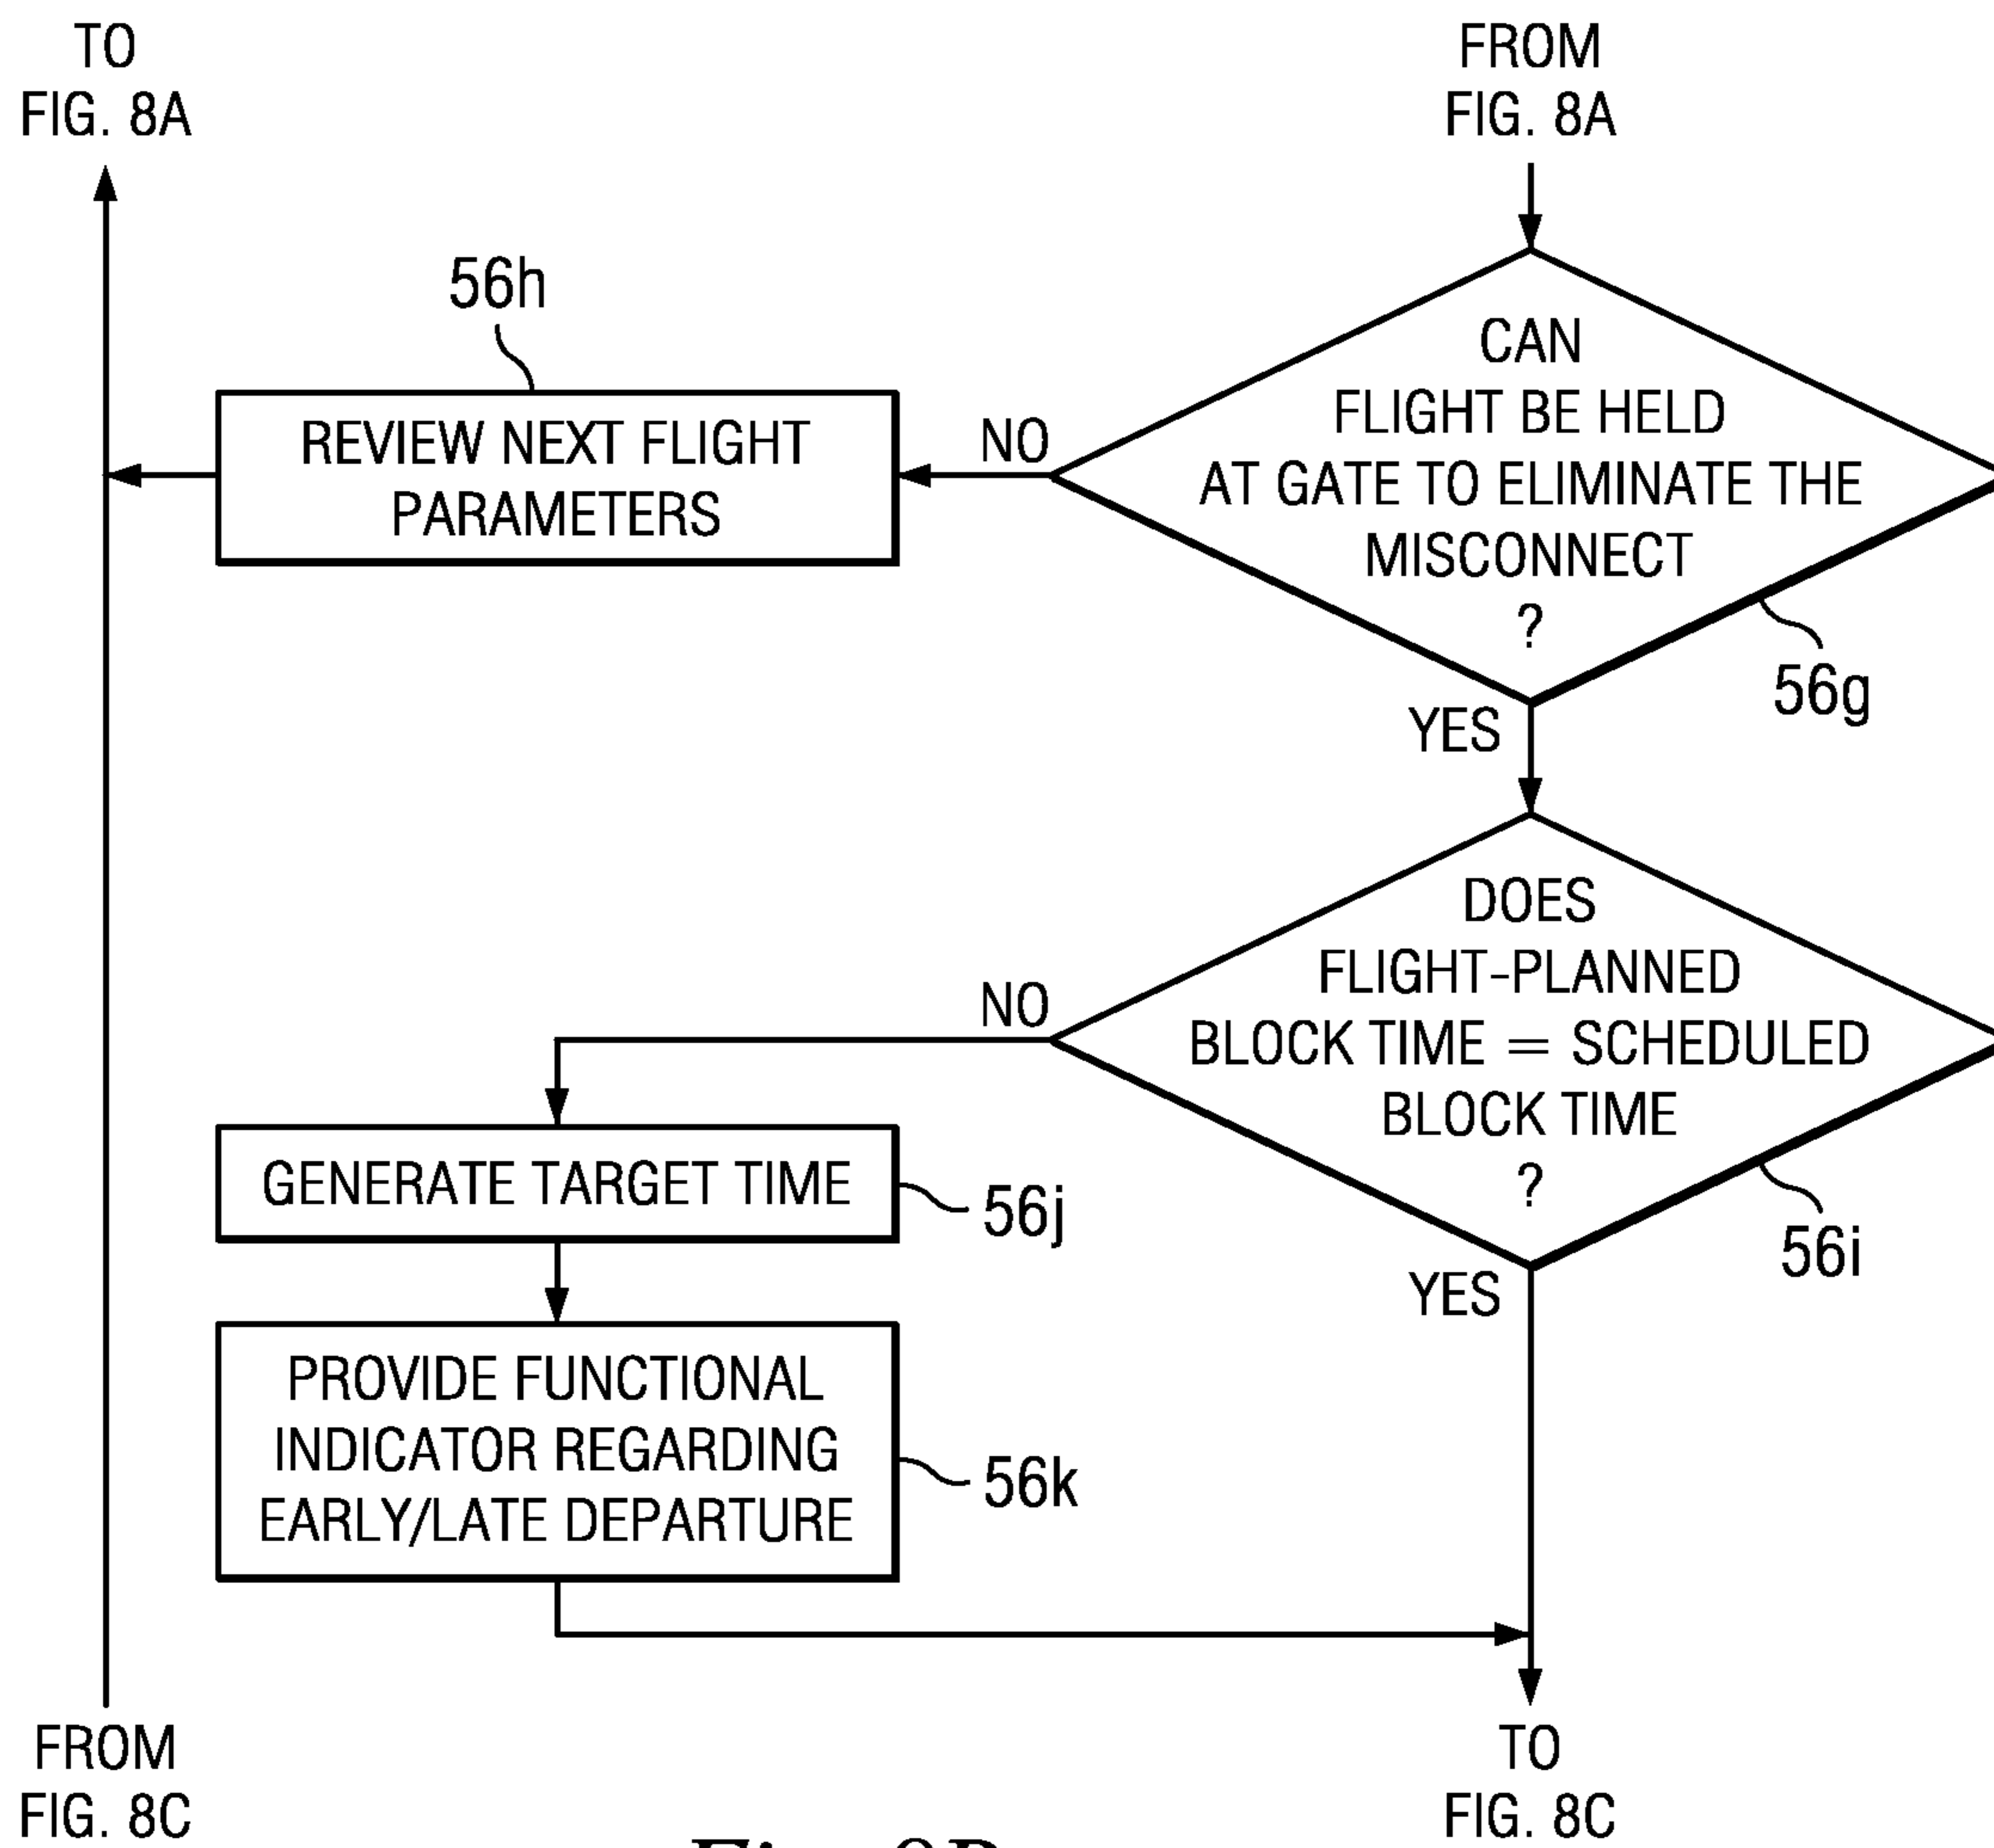 TO
FIG. 8A
FROM
FIG. 8A
56h
CAN
FLIGHT BE HELD
AT GATE TO ELIMINATE THE
MISCONNECT
?
NO
REVIEW NEXT FLIGHT
PARAMETERS
56g
YES
DOES
FLIGHT-PLANNED
BLOCK TIME = SCHEDULED
BLOCK TIME
?
NO
GENERATE TARGET TIME
56j
56i
YES
PROVIDE FUNCTIONAL
INDICATOR REGARDING
EARLY/LATE DEPARTURE
56k
FROM
FIG. 8C
TO
FIG. 8C